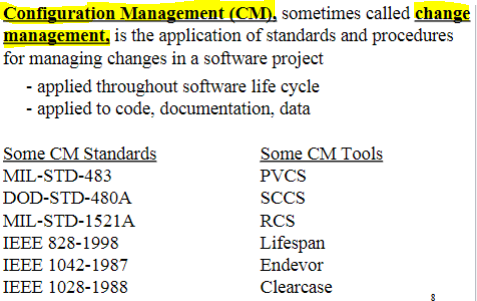 Configuration Management (CM), sometimes called change
management, is the application of standards and procedures
for managing changes in a software project
- applied throughout software life cycle
- applied to code, documentation, data
Some CM Standards Some CM Tools
MIL-STD-483 PVCS
DOD-STD-480A SCCS
MIL-STD-1521A RCS
IEEE 828-1998 Lifespan
IEEE 1042-1987 Endevor
IEEE 1028-1988 Clearcase
8